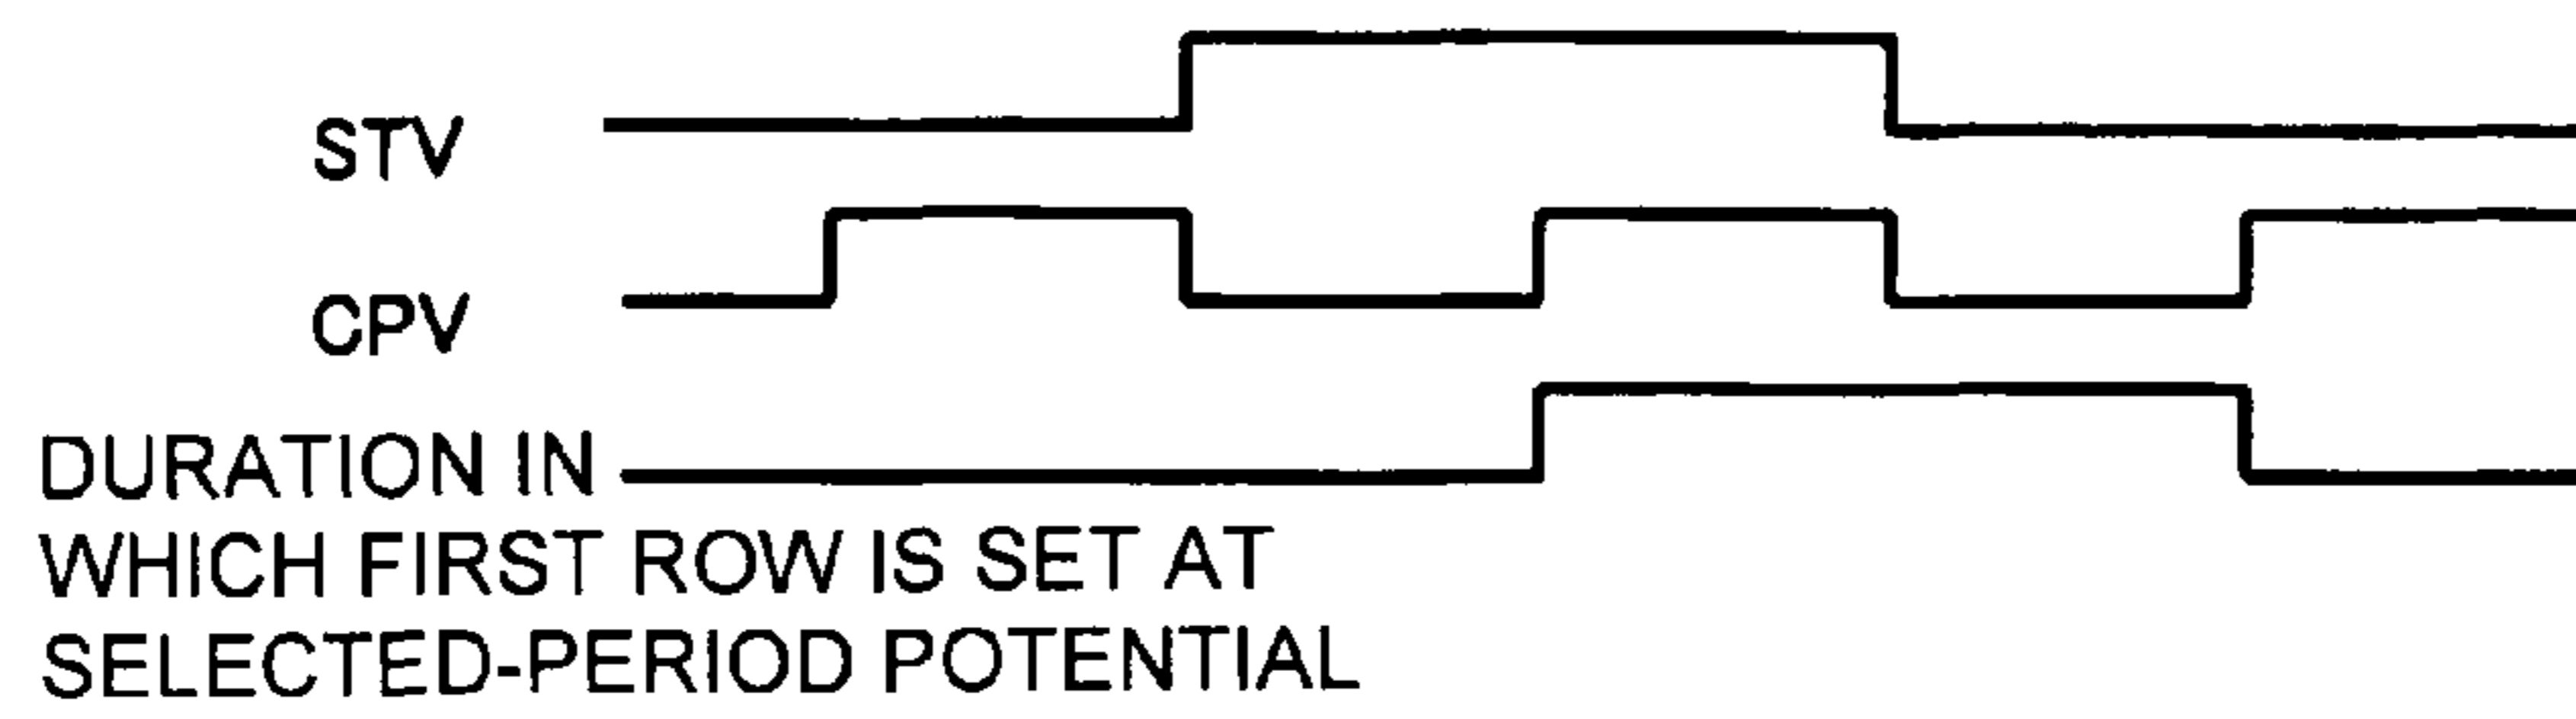 STV
CPV
DURATION IN
WHICH FIRST ROW IS SET AT
SELECTED-PERIOD POTENTIAL